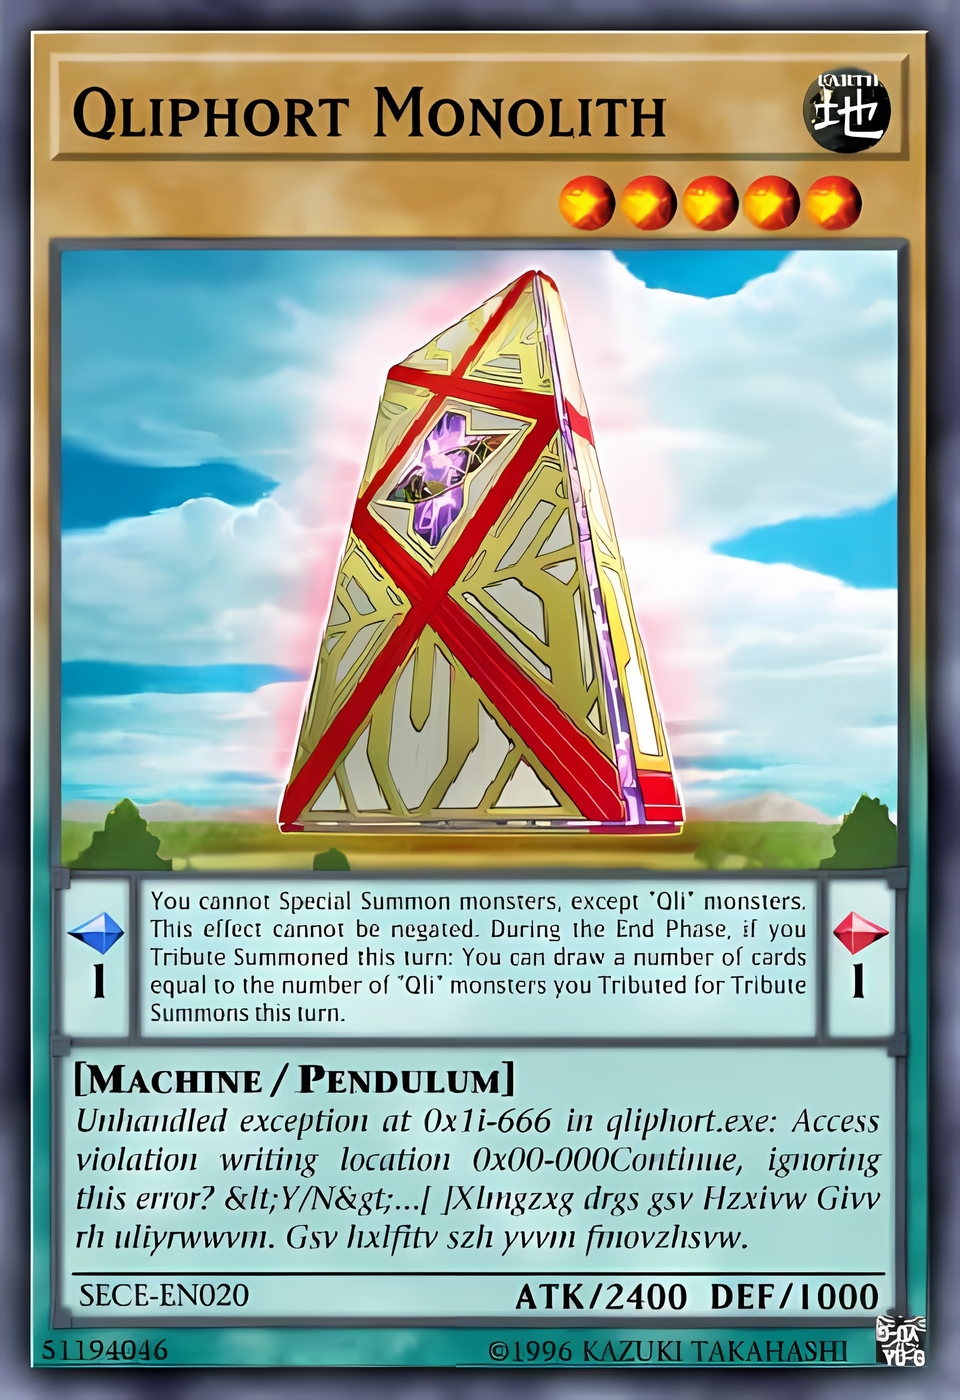 QLIPHORT MONOLITH
EARTH
地
You cannot Special Summon monsters, except "Qli" monsters.
This effect cannot be negated. During the End Phase, if you
Tribute Summoned this turn: You can draw a number of cards
equal to the number of "Qli" monsters you Tributed for Tribute
Summons this turn.
1
1
[MACHINE / PENDULUM]
Unhandled exception at 0x1i-666 in qliphort.exe: Access
violation writing location 0x00-000Continue, ignoring
this error? &lt;Y/N&gt;...[ ]Xlmgzxg drgs gsv Hzxivw Givv
rh uliyrwwvm. Gsv hxlfitv szh yvvm fmovzhsvw.
SECE-EN020
ATK/2400 DEF/1000
51194046
©1996 KAZUKI TAKAHASHI